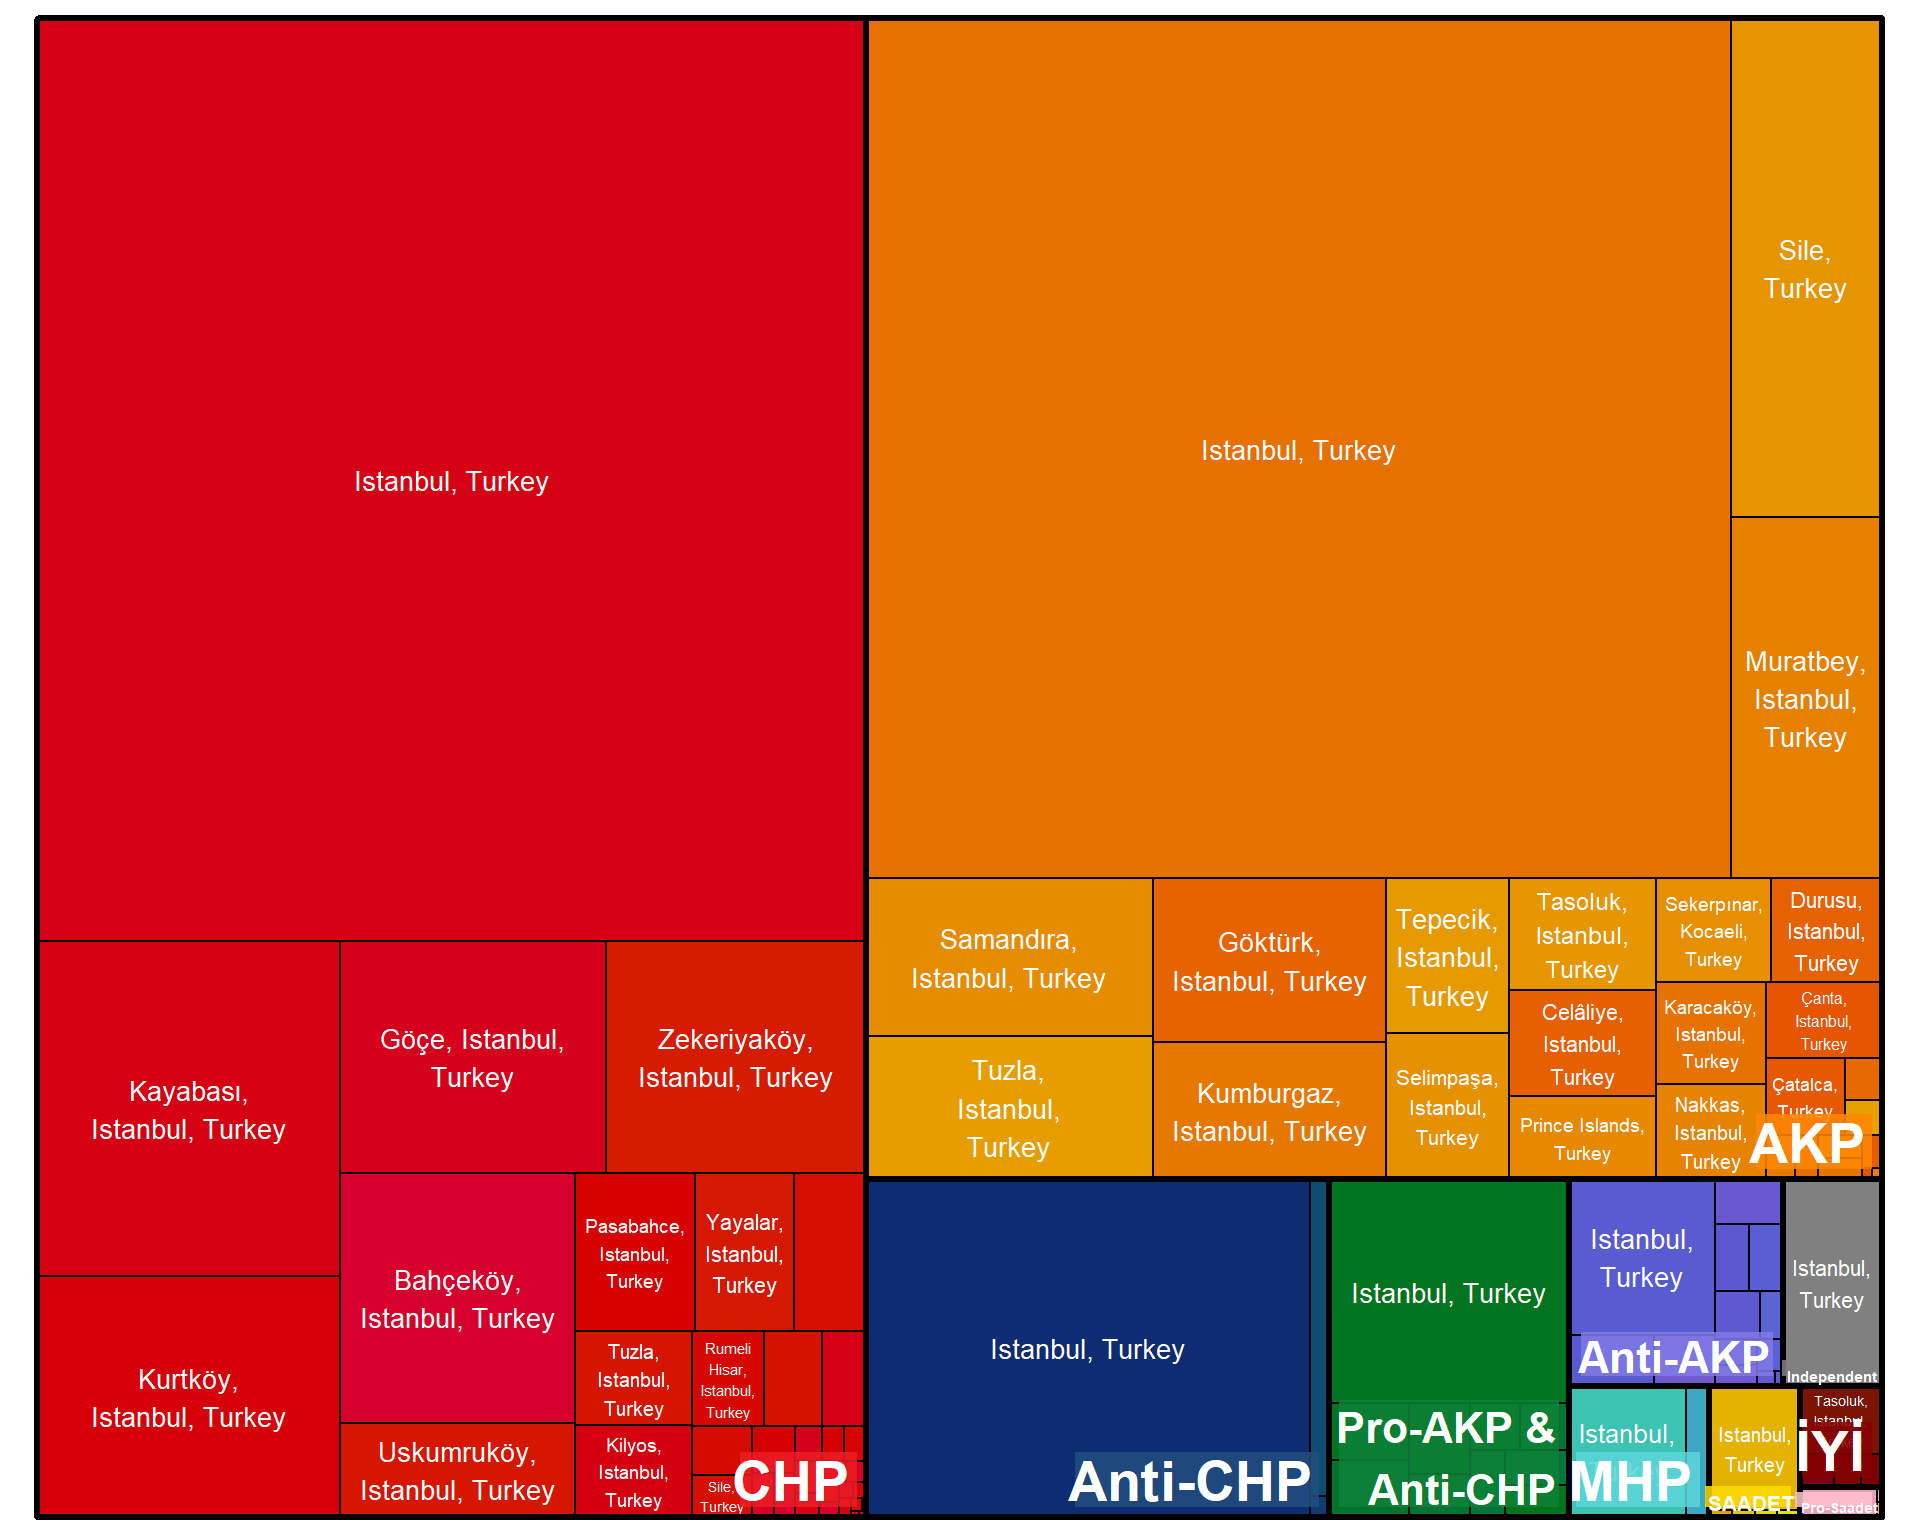 Istanbul, Turkey
Kayabası,
Istanbul, Turkey
Kurtköy,
Istanbul, Turkey
Göçe, Istanbul,
Turkey
Zekeriyaköy,
Istanbul, Turkey
Bahçeköy,
Istanbul, Turkey
Uskumruköy,
Istanbul, Turkey
Pasabahce,
Istanbul,
Turkey
Yayalar,
Istanbul,
Turkey
Tuzla,
Istanbul,
Turkey
Rumeli
Hisar,
Istanbul,
Turkey
Kilyos,
Istanbul,
Turkey
Sile,
Turkey
CHP
Istanbul, Turkey
Sile,
Turkey
Muratbey,
Istanbul,
Turkey
Samandıra,
Istanbul, Turkey
Tuzla,
Istanbul,
Turkey
Göktürk,
Istanbul, Turkey
Kumburgaz,
Istanbul, Turkey
Tepecik,
Istanbul,
Turkey
Selimpaşa,
Istanbul,
Turkey
Tasoluk,
Istanbul,
Turkey
Celâliye,
Istanbul,
Turkey
Prince Islands,
Turkey
Sekerpınar,
Kocaeli,
Turkey
Durusu,
Istanbul,
Turkey
Karacaköy,
Istanbul,
Turkey
Çanta,
Istanbul,
Turkey
Nakkas,
Istanbul,
Turkey
Çatalca,
Turkey
AKP
Istanbul, Turkey
Anti-CHP
Istanbul, Turkey
Pro-AKP &
Anti-CHP
Istanbul,
Turkey
Anti-AKP
Istanbul,
Turkey
Independent
Istanbul,
MHP
Istanbul,
Turkey
SAADET
Tasoluk,
Istanbul,
İYİ
Pro-Saadet